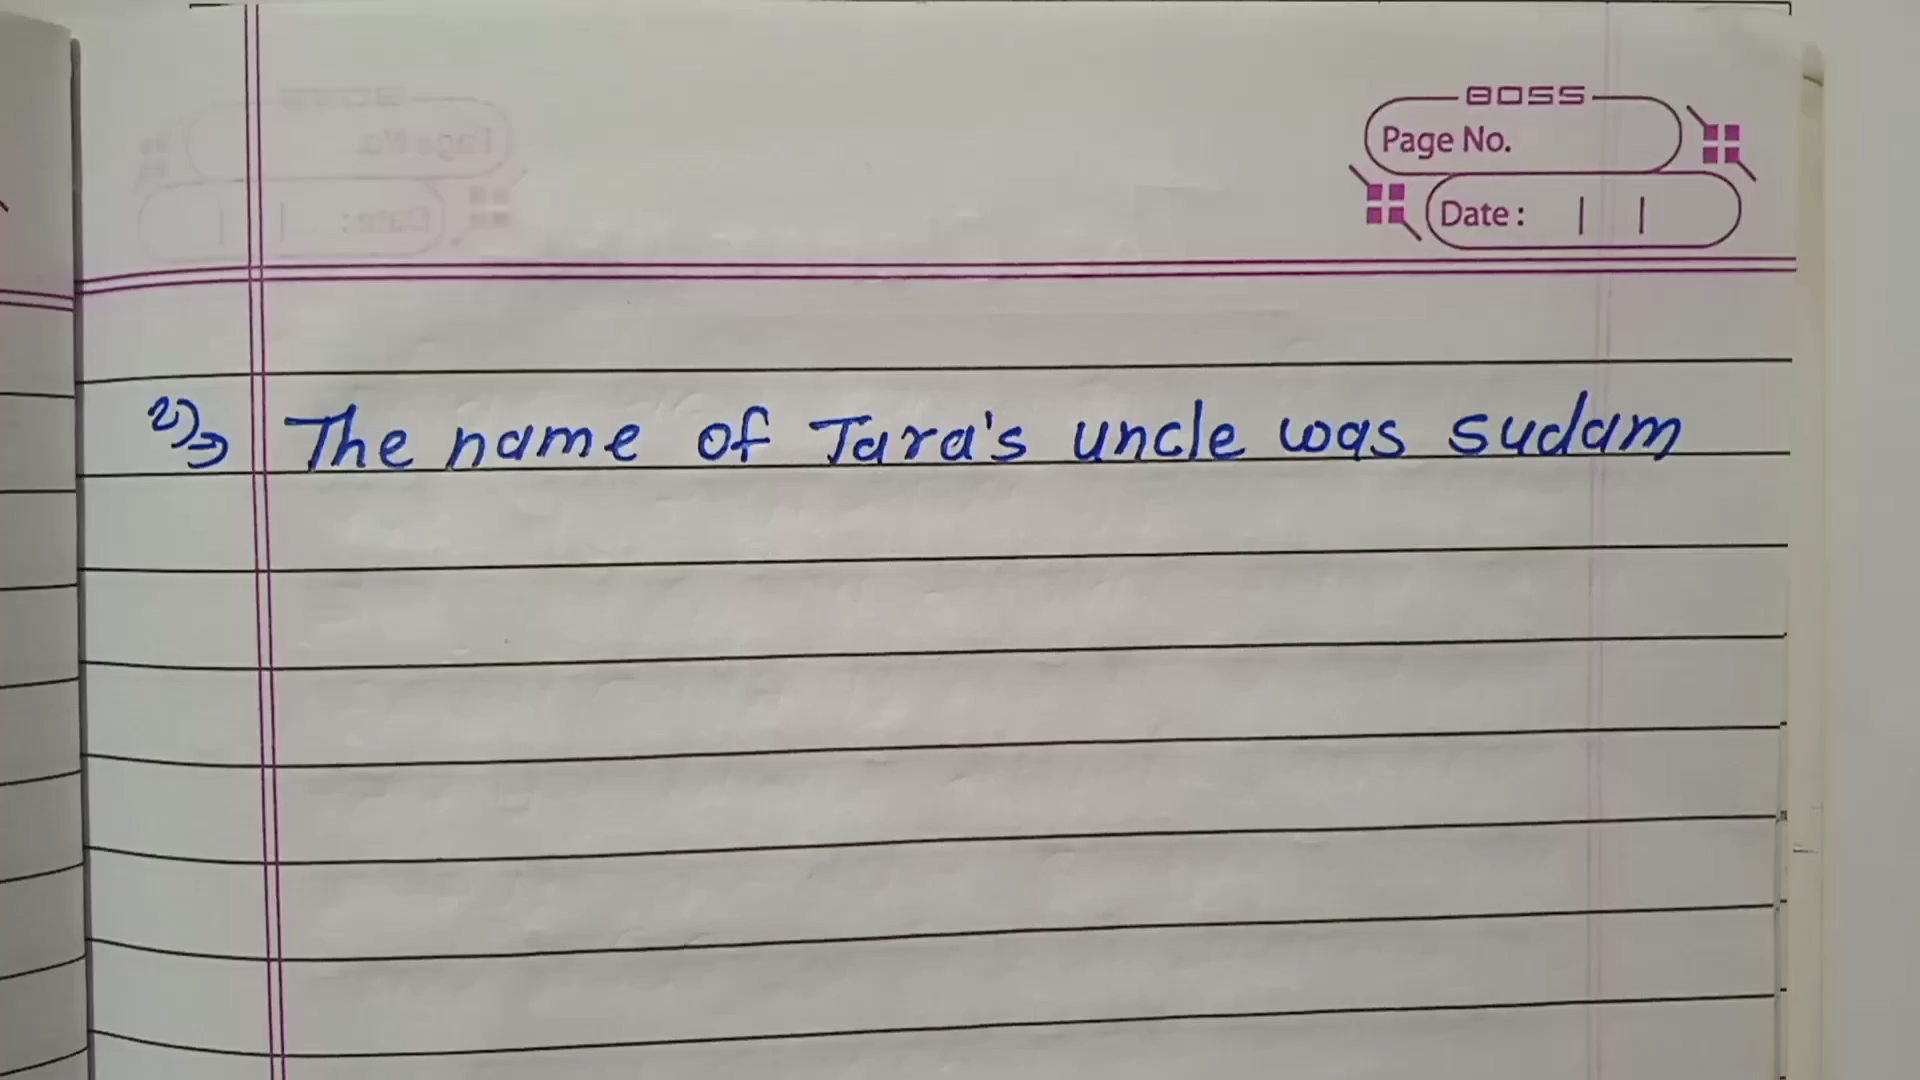 BOSS
Page No.
Date :
2)→ The name of Tara's uncle was sudam